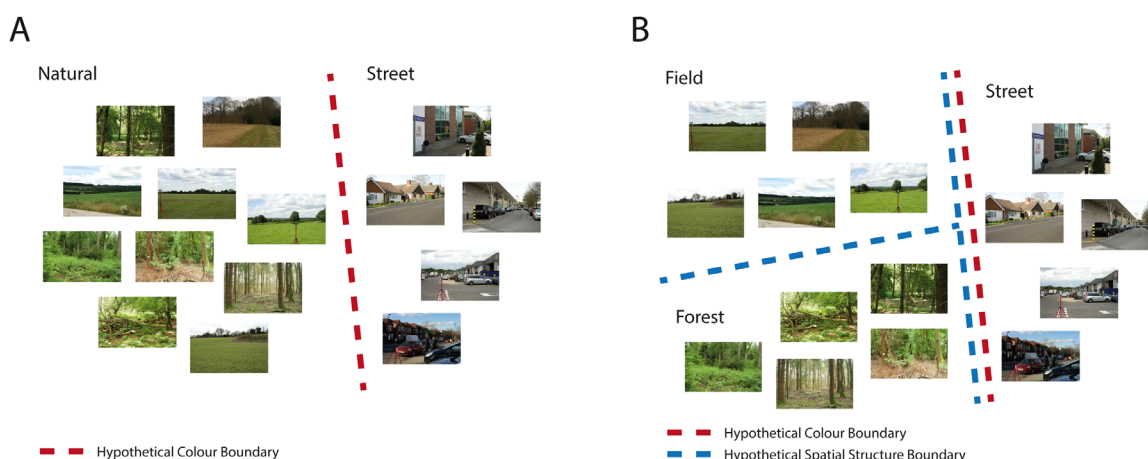 A
Natural
Street
Hypothetical Colour Boundary
B
Field
Street
Forest
Hypothetical Colour Boundary
Hypothetical Spatial Structure Boundary